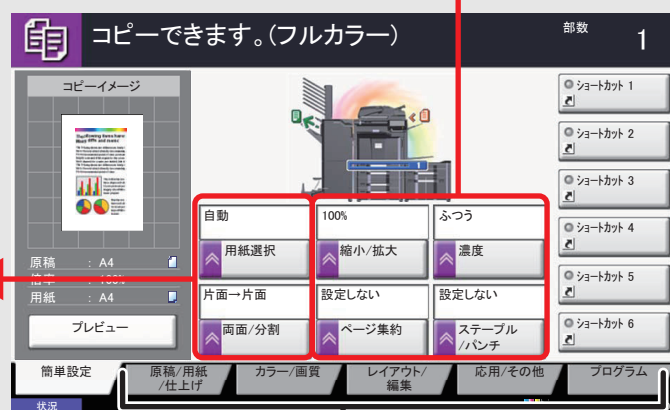 コピーできます。(フルカラー)
部数
1
コピーイメージ
原稿 : A4
倍率 : 100%
用紙 : A4
プレビュー
自動
100%
ふつう
用紙選択
縮小/拡大
濃度
片面→片面
設定しない
設定しない
両面/分割
ページ集約
ステープル
/パンチ
ショートカット 1
ショートカット 2
ショートカット 3
ショートカット 4
ショートカット 5
ショートカット 6
簡単設定
原稿/用紙
/仕上げ
カラー/画質
レイアウト/
編集
応用/その他
プログラム
状況